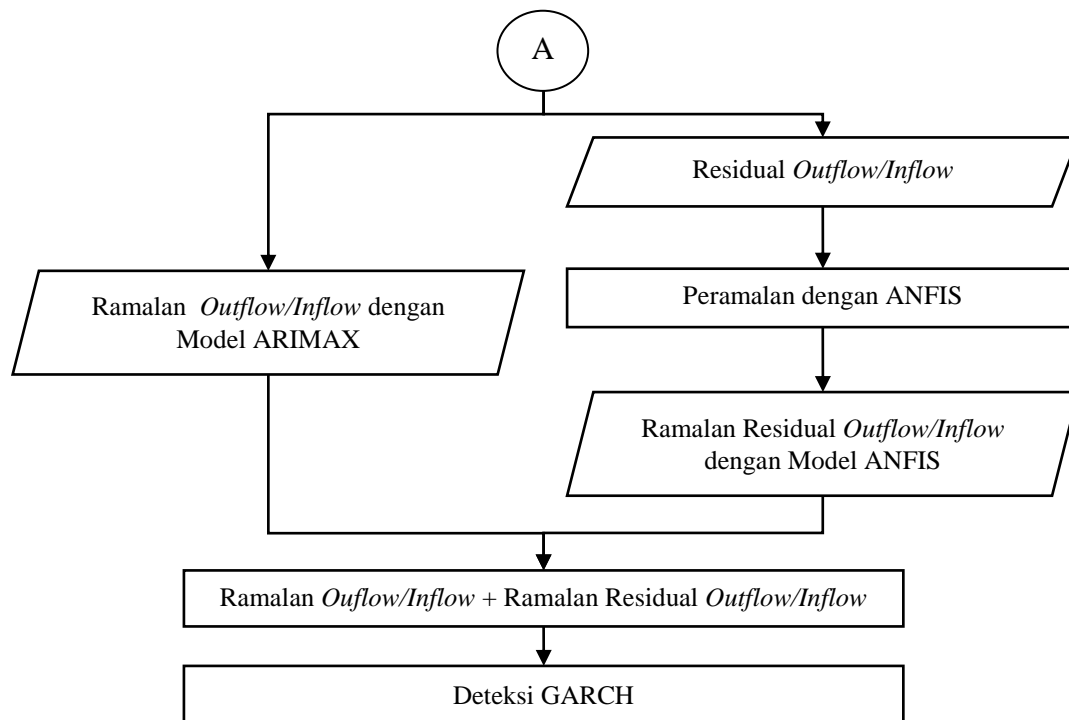 A
Residual Outflow/Inflow
Peramalan dengan ANFIS
Ramalan Outflow/Inflow dengan
Model ARIMAX
Ramalan Residual Outflow/Inflow
dengan Model ANFIS
Ramalan Ouflow/Inflow + Ramalan Residual Outflow/Inflow
Deteksi GARCH